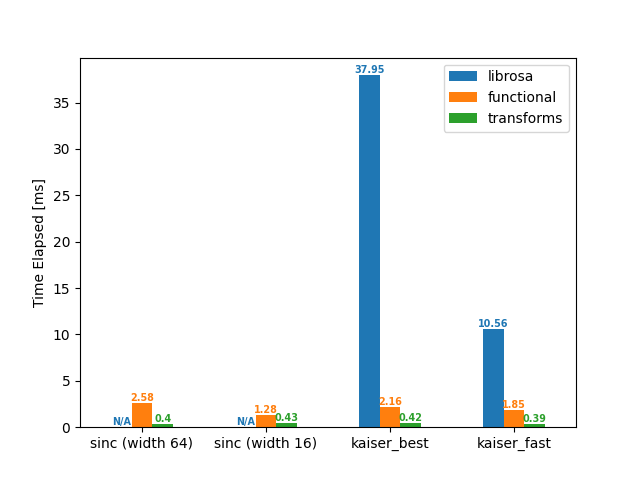 37.95
librosa
functional
transforms
35
30
25
20
15
10
5
0
Time Elapsed [ms]
10.56
2.58
0.4
N/A
1.28
0.43
N/A
2.16
0.42
1.85
0.39
sinc (width 64)
sinc (width 16)
kaiser_best
kaiser_fast